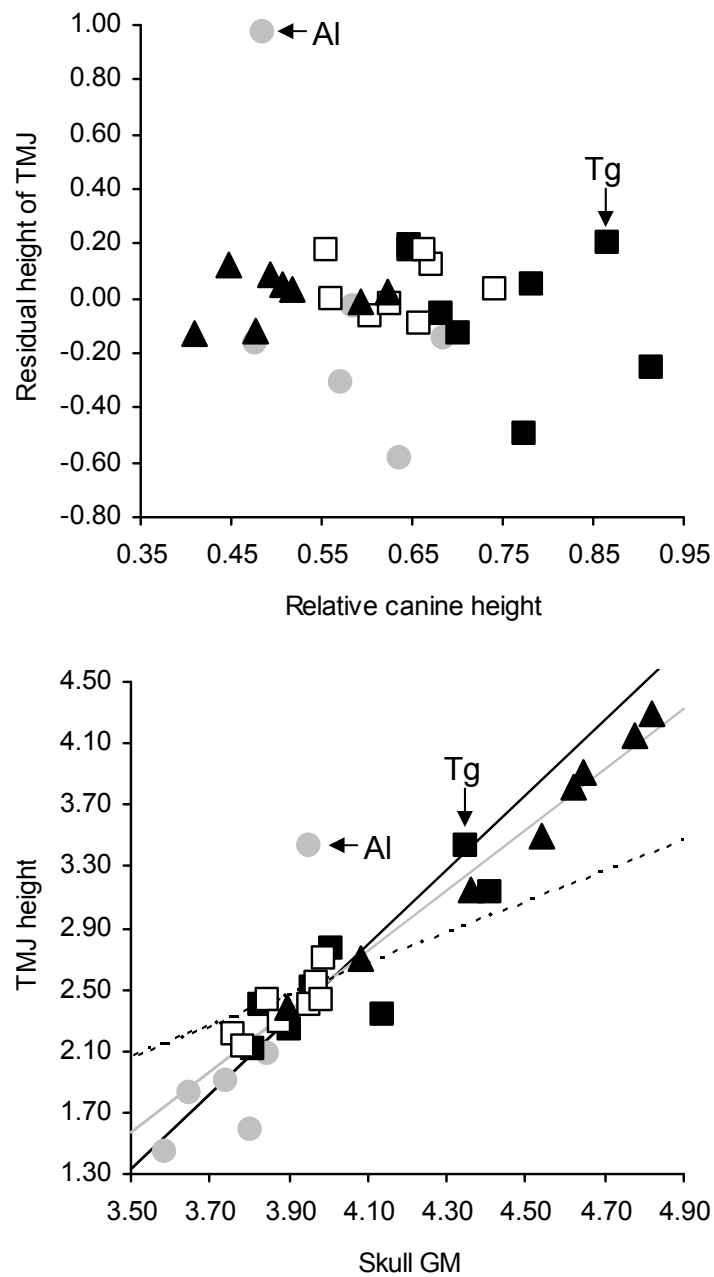 1.00
Al
0.80
0.60
Tg
0.40
0.20
0.00
-0.20
-0.40
-0.60
-0.80
Residual height of TMJ
0.35 0.45 0.55 0.65 0.75 0.85 0.95
Relative canine height
4.50
4.10
Tg
3.70
Al
3.30
2.90
2.50
2.10
1.70
1.30
TMJ height
3.50 3.70 3.90 4.10 4.30 4.50 4.70 4.90
Skull GM